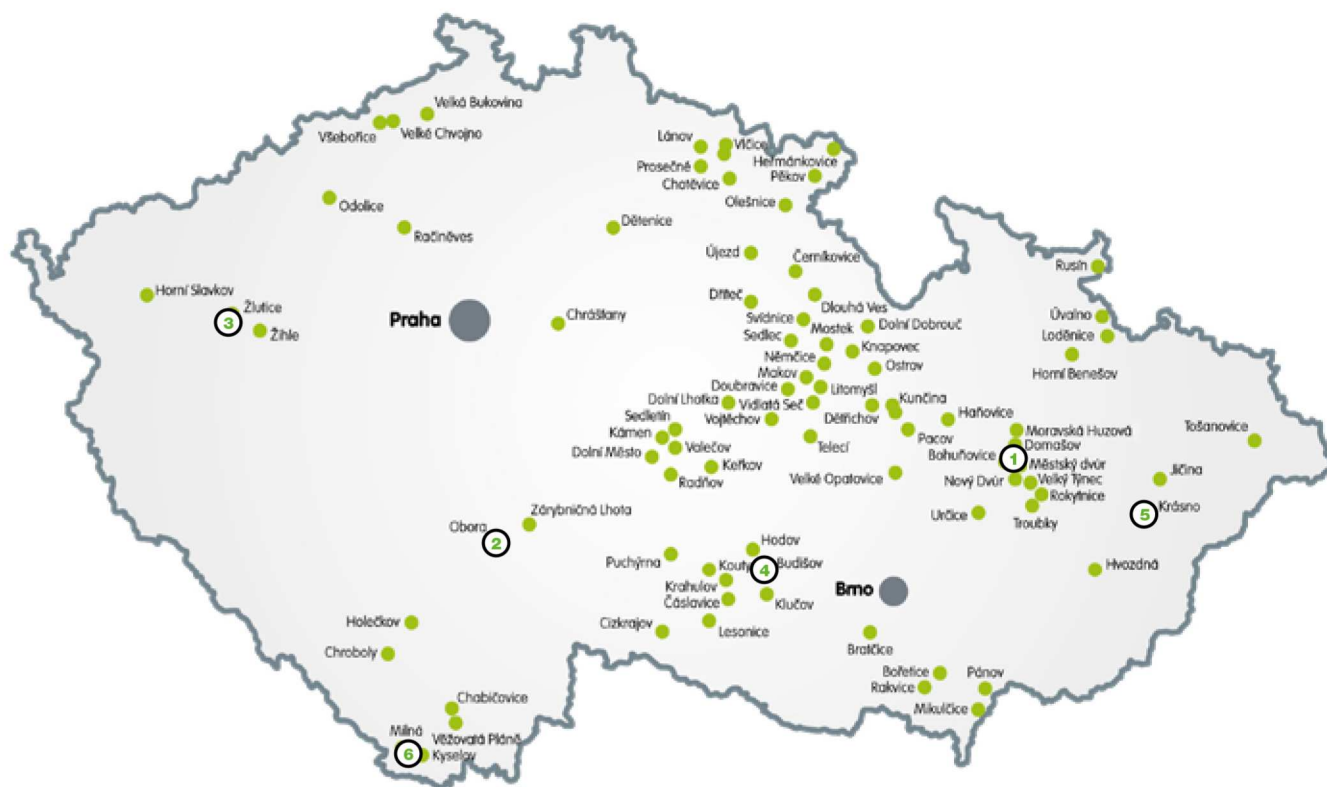 Velká Bukovina
Všebořice
Velké Chvojno
Lánov
Vlčice
Heřmánkovice
Prosečné
Pěkov
Chotěvice
Odolice
Olešnice
Račiněves
Dětenice
Újezd
Černíkovice
Rusín
Horní Slavkov
Žlutice
3
Žihle
Praha
Chrášťany
Dříteč
Dlouhá Ves
Svídnice
Dolní Dobrouč
Úvalno
Loděnice
Sedlec
Mostek
Knapovec
Horní Benešov
Němčice
Ostrov
Makov
Doubravice
Litomyšl
Dolní Lhotka
Vidlatá Seč
Kunčina
Sedletín
Vojtěchov
Dětřichov
Haňovice
Kámen
Pacov
Moravská Huzová
Tošanovice
Valečov
Telecí
Domašov
Dolní Město
Bohuňovice
1
Keřkov
Městský dvůr
Radňov
Velké Opatovice
Nový Dvůr
Velký Týnec
Jičina
Rokytnice
Krásno
5
Určice
Troubky
Zárybničná Lhota
Obora
2
Hodov
Puchýrna
Kouty
4
Budišov
Hvozdná
Krahulov
Brno
Čáslavice
Klučov
Holečkov
Cizkrajov
Lesonice
Chroboly
Bratčice
Bořetice
Pánov
Rakvice
Chabičovice
Mikulčice
Milná
Věžovatá Pláně
6
Kyselov